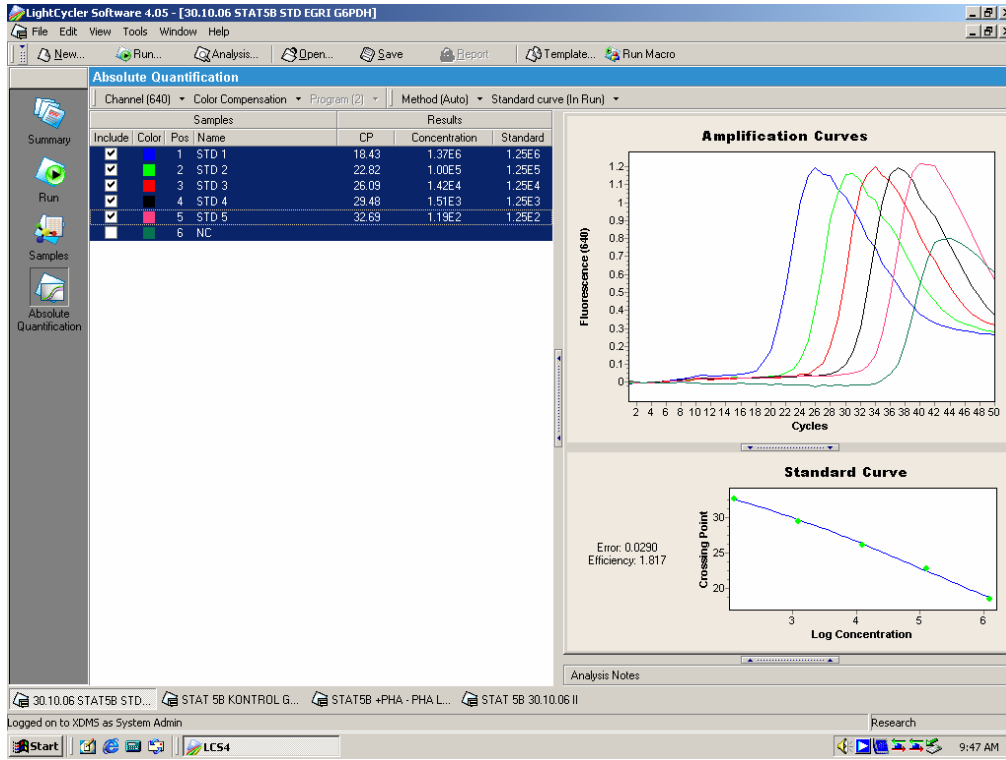 LightCycler Software 4.05 - [30.10.06 STAT5B STD EGRI G6PDH]
File Edit View Tools Window Help
New... Run... Analysis... Open... Save Report Template... Run Macro
Absolute Quantification
Channel (640) Color Compensation Program (2) Method (Auto) Standard curve (In Run)
Samples Results
Include Color Pos Name CP Concentration Standard
1 STD 1 18.43 1.37E6 1.25E6
2 STD 2 22.82 1.00E5 1.25E5
3 STD 3 26.09 1.42E4 1.25E4
4 STD 4 29.48 1.51E3 1.25E3
5 STD 5 32.69 1.19E2 1.25E2
6 NC
Summary
Run
Samples
Absolute
Quantification
Amplification Curves
Fluorescence (640)
1.2
1.1
1
0.9
0.8
0.7
0.6
0.5
0.4
0.3
0.2
0.1
0
2 4 6 8 10 12 14 16 18 20 22 24 26 28 30 32 34 36 38 40 42 44 46 48 50
Cycles
Standard Curve
Error: 0.0290
Efficiency: 1.817
Crossing Point
30
25
20
3 4 5 6
Log Concentration
Analysis Notes
30.10.06 STAT5B STD... STAT 5B KONTROL G... STAT5B +PHA - PHA L... STAT 5B 30.10.06 II
Logged on to XDMS as System Admin Research
Start LCS4 9:47 AM